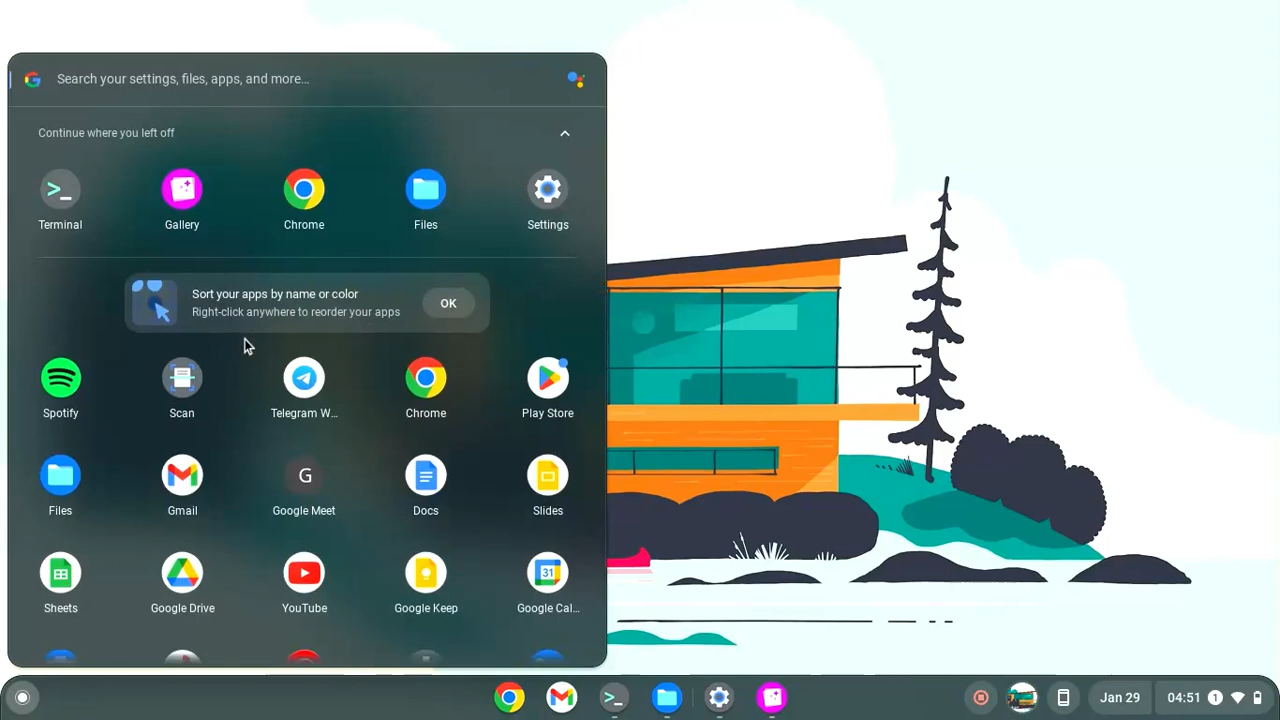 Search your settings, files, apps, and more...
Continue where you left off
Terminal
Gallery
Chrome
Files
Settings
Sort your apps by name or color
Right-click anywhere to reorder your apps
OK
Spotify
Scan
Telegram W...
Chrome
Play Store
Files
Gmail
G
Google Meet
Docs
Slides
Sheets
Google Drive
YouTube
Google Keep
31
Google Cal...
Jan 29
04:51
1